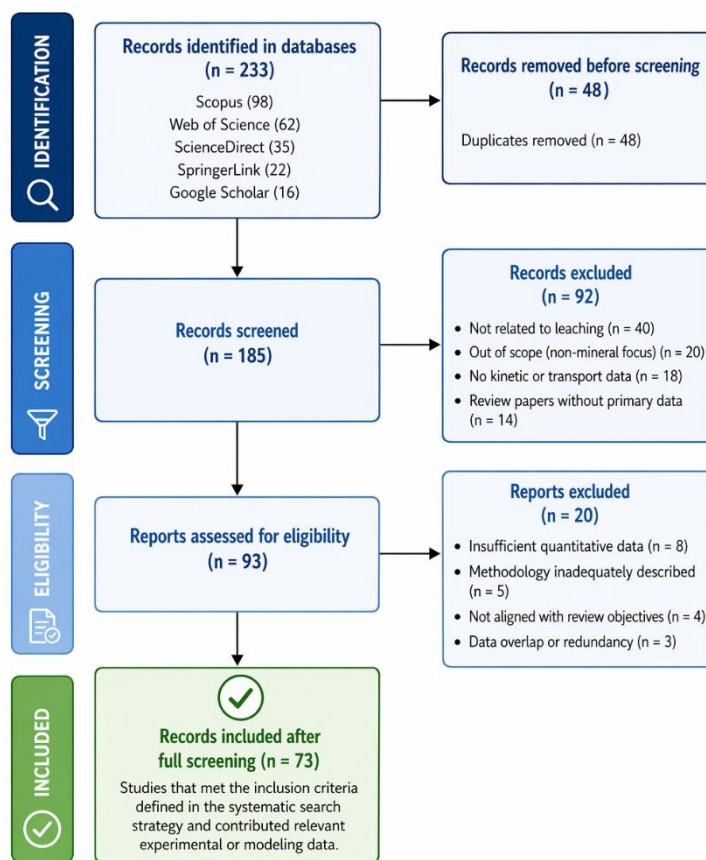 IDENTIFICATION
Records identified in databases
(n = 233)
Scopus (98)
Web of Science (62)
ScienceDirect (35)
SpringerLink (22)
Google Scholar (16)
Records removed before screening
(n = 48)
Duplicates removed (n = 48)
SCREENING
Records screened
(n = 185)
Records excluded
(n = 92)
• Not related to leaching (n = 40)
• Out of scope (non-mineral focus) (n = 20)
• No kinetic or transport data (n = 18)
• Review papers without primary data
(n = 14)
ELIGIBILITY
Reports assessed for eligibility
(n = 93)
Reports excluded
(n = 20)
• Insufficient quantitative data (n = 8)
• Methodology inadequately described
(n = 5)
• Not aligned with review objectives (n = 4)
• Data overlap or redundancy (n = 3)
INCLUDED
Records included after
full screening (n = 73)
Studies that met the inclusion criteria
defined in the systematic search
strategy and contributed relevant
experimental or modeling data.